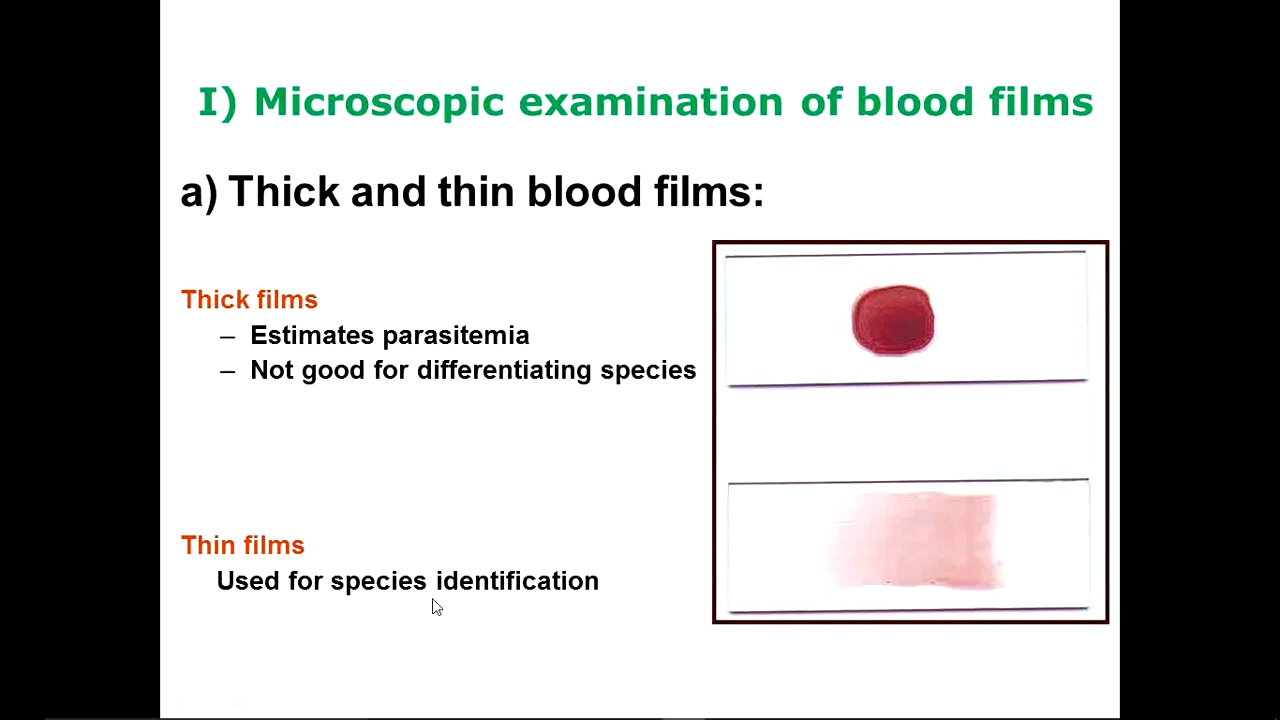 I) Microscopic examination of blood films
a) Thick and thin blood films:
Thick films
– Estimates parasitemia
– Not good for differentiating species
Thin films
Used for species identification